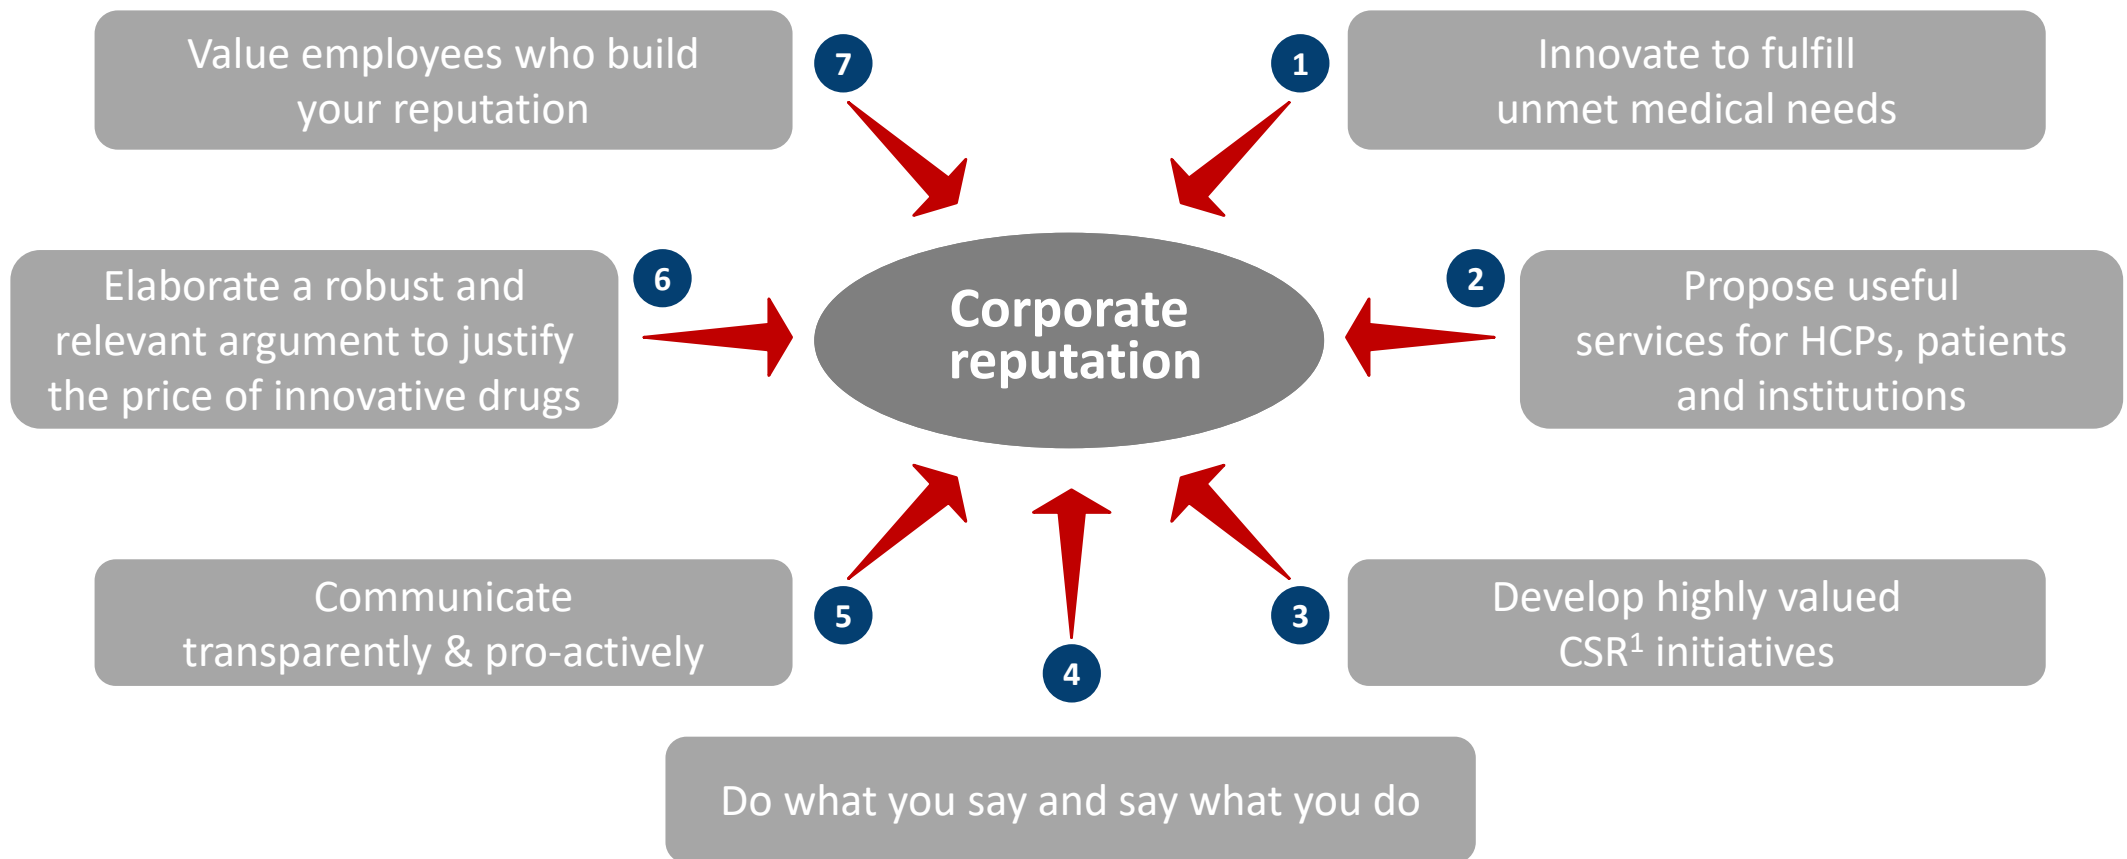 Value employees who build
your reputation
7
1
Innovate to fulfill
unmet medical needs
Elaborate a robust and
relevant argument to justify
the price of innovative drugs
6
Corporate
reputation
2
Propose useful
services for HCPs, patients
and institutions
Communicate
transparently & pro-actively
5
4
3
Develop highly valued
CSR¹ initiatives
Do what you say and say what you do